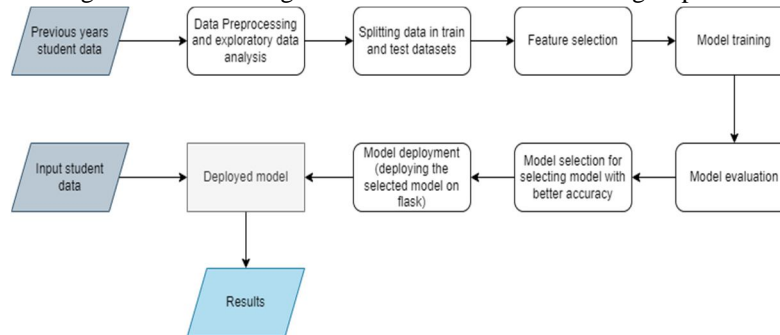 Previous years
student data
Data Preprocessing
and exploratory data
analysis
Splitting data in train
and test datasets
Feature selection
Model training
Input student
data
Deployed model
Model deployment
(deploying the
selected model on
flask)
Model selection for
selecting model with
better accuracy
Model evaluation
Results